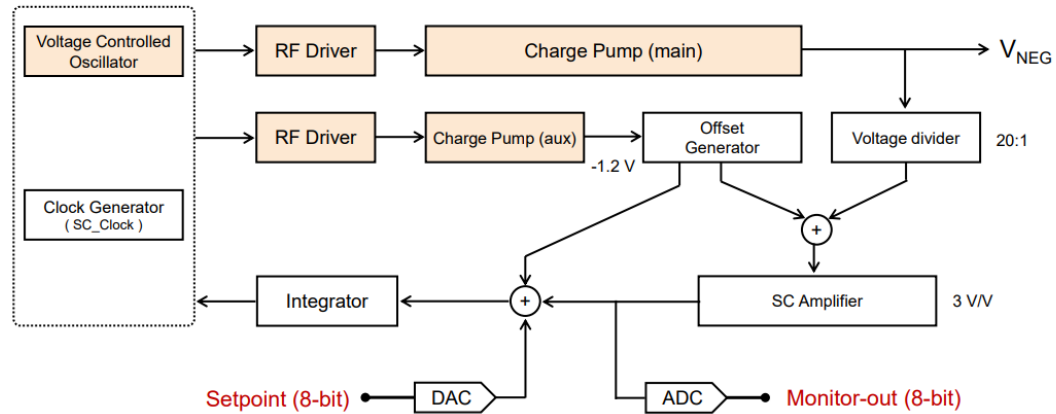 Voltage Controlled
Oscillator
RF Driver
Charge Pump (main)
VNEG
RF Driver
Charge Pump (aux)
-1.2 V
Offset
Generator
Voltage divider
20:1
Clock Generator
( SC_Clock )
+
Integrator
+
SC Amplifier
3 V/V
Setpoint (8-bit)
DAC
ADC
Monitor-out (8-bit)